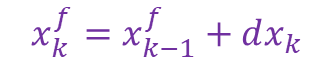 $x_k^f = x_{k-1}^f + dx_k$